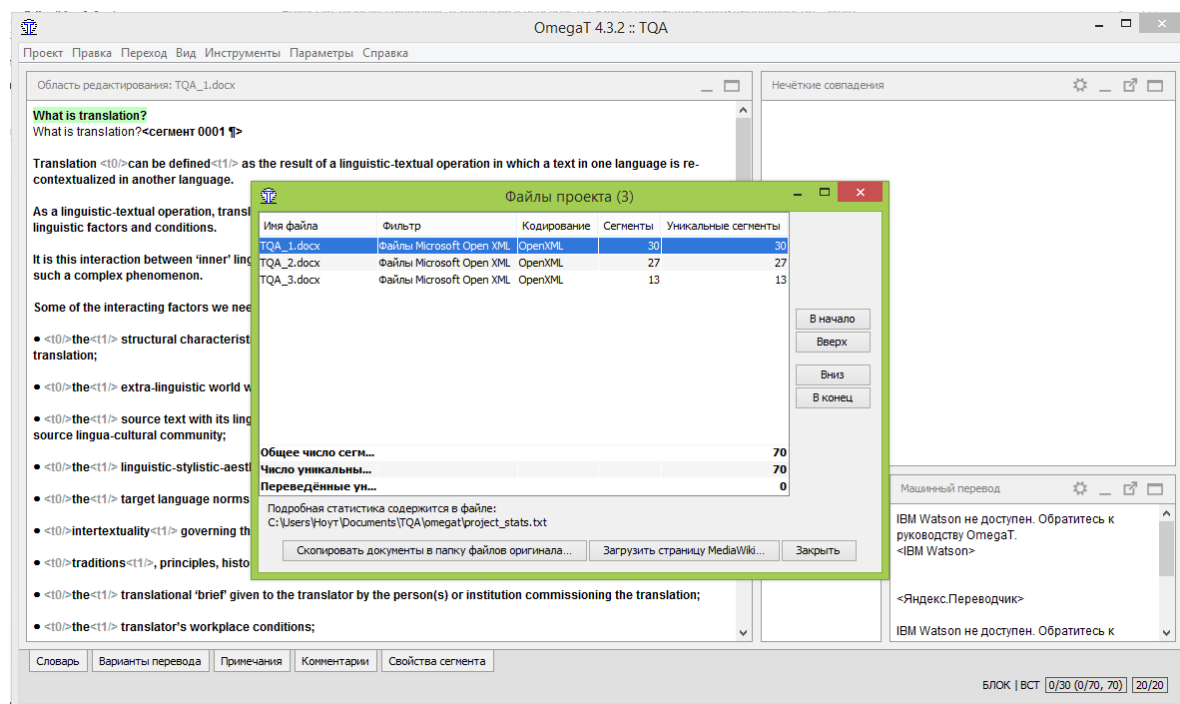 OmegaT 4.3.2 :: TQA
Проект Правка Переход Вид Инструменты Параметры Справка
Область редактирования: TQA_1.docx
What is translation?
What is translation?<сегмент 0001 ¶>
Translation <t0/>can be defined<t1/> as the result of a linguistic-textual operation in which a text in one language is re-
contextualized in another language.
As a linguistic-textual operation, transl
linguistic factors and conditions.
It is this interaction between ‘inner’ ling
such a complex phenomenon.
Some of the interacting factors we nee
• <t0/>the<t1/> structural characterist
translation;
• <t0/>the<t1/> extra-linguistic world w
• <t0/>the<t1/> source text with its ling
source lingua-cultural community;
• <t0/>the<t1/> linguistic-stylistic-aest
• <t0/>the<t1/> target language norms
• <t0/>intertextuality<t1/> governing th
• <t0/>traditions<t1/>, principles, histo
• <t0/>the<t1/> translational ‘brief’ given to the translator by the person(s) or institution commissioning the translation;
• <t0/>the<t1/> translator's workplace conditions;
Файлы проекта (3)
Имя файла Фильтр Кодирование Сегменты Уникальные сегменты
TQA_1.docx Файлы Microsoft Open XML OpenXML 30 30
TQA_2.docx Файлы Microsoft Open XML OpenXML 27 27
TQA_3.docx Файлы Microsoft Open XML OpenXML 13 13
В начало
Вверх
Вниз
В конец
Общее число сегм... 70
Число уникальны... 70
Переведённые ун... 0
Подробная статистика содержится в файле:
C:\Users\Ноут\Documents\TQA\omegat\project_stats.txt
Скопировать документы в папку файлов оригинала... Загрузить страницу MediaWiki... Закрыть
Нечёткие совпадения
Машинный перевод
IBM Watson не доступен. Обратитесь к
руководству OmegaT.
<IBM Watson>
<Яндекс.Переводчик>
IBM Watson не доступен. Обратитесь к
Словарь Варианты перевода Примечания Комментарии Свойства сегмента
БЛОК | ВСТ 0/30 (0/70, 70) 20/20